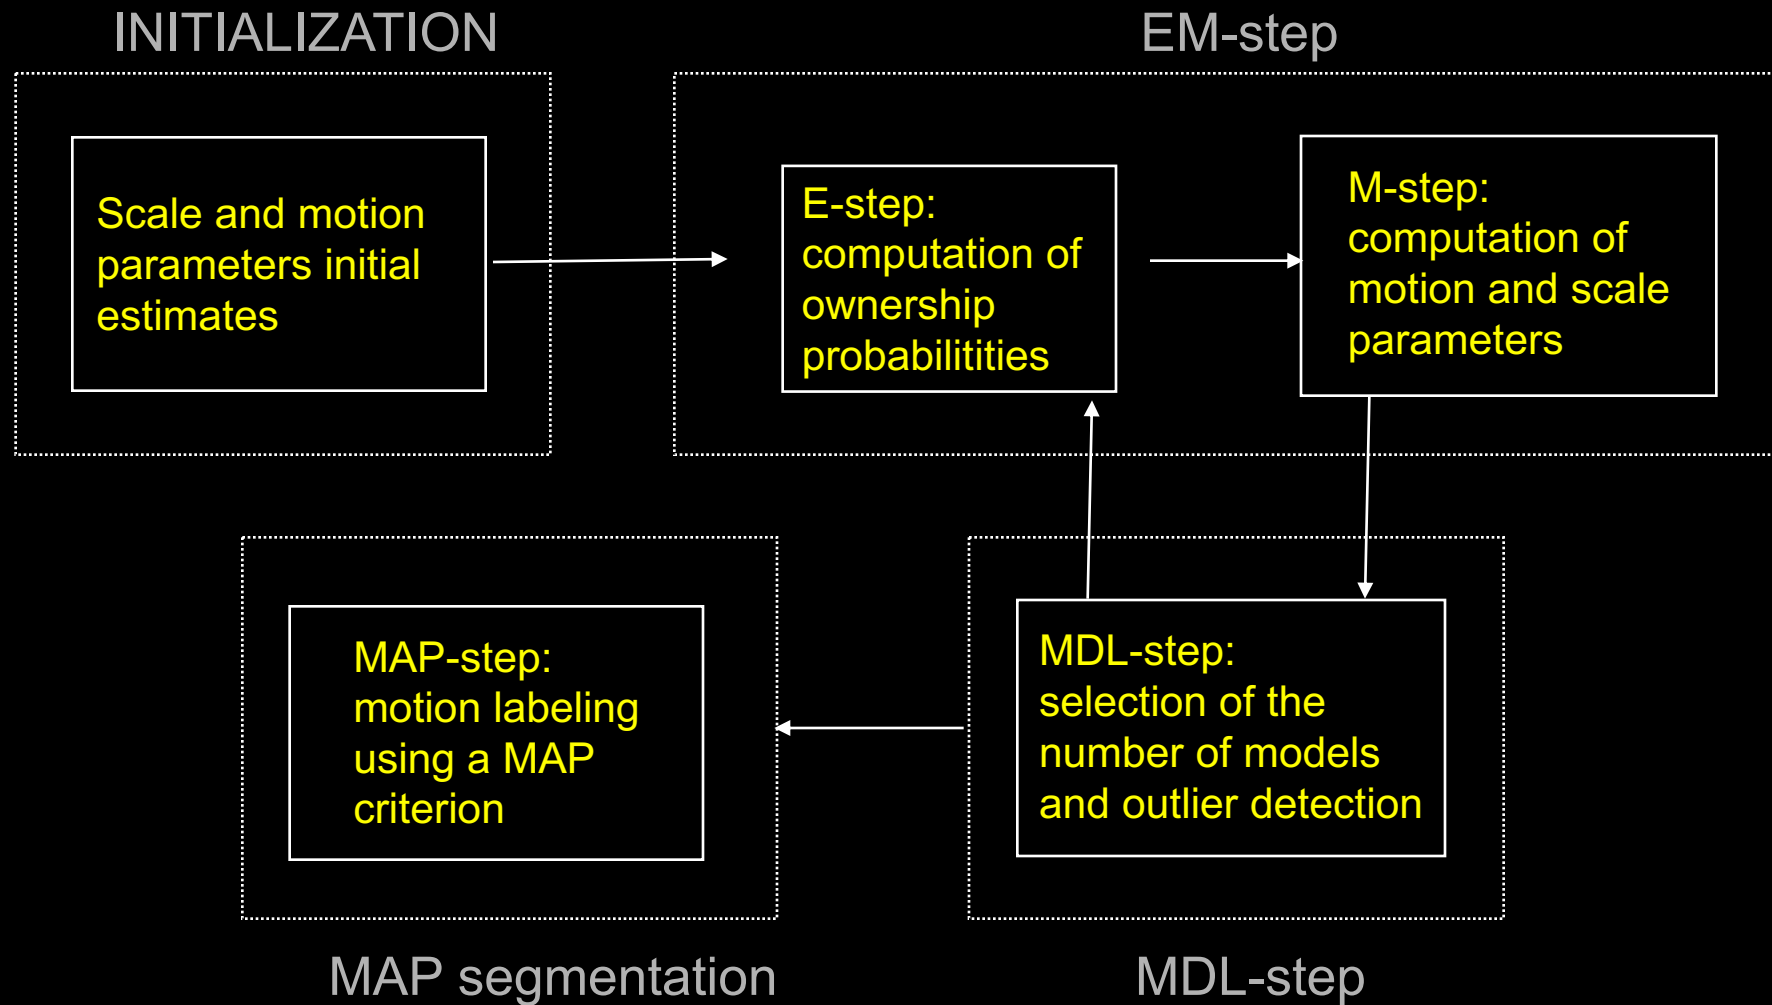 INITIALIZATION
EM-step
Scale and motion
parameters initial
estimates
E-step:
computation of
ownership
probabilitities
M-step:
computation of
motion and scale
parameters
MAP-step:
motion labeling
using a MAP
criterion
MDL-step:
selection of the
number of models
and outlier detection
MAP segmentation
MDL-step